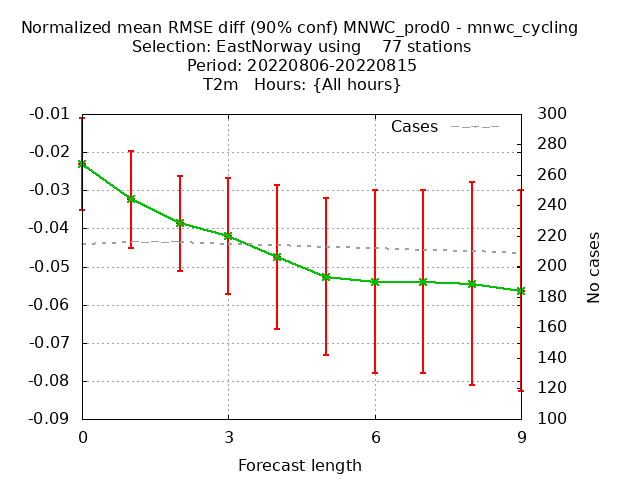 Normalized mean RMSE diff (90% conf) MNWC_prod0 - mnwc_cycling
Selection: EastNorway using    77 stations
Period: 20220806-20220815
T2m   Hours: {All hours}
Cases
-0.01
-0.02
-0.03
-0.04
-0.05
-0.06
-0.07
-0.08
-0.09
300
280
260
240
220
200
180
160
140
120
100
No cases
0 3 6 9
Forecast length